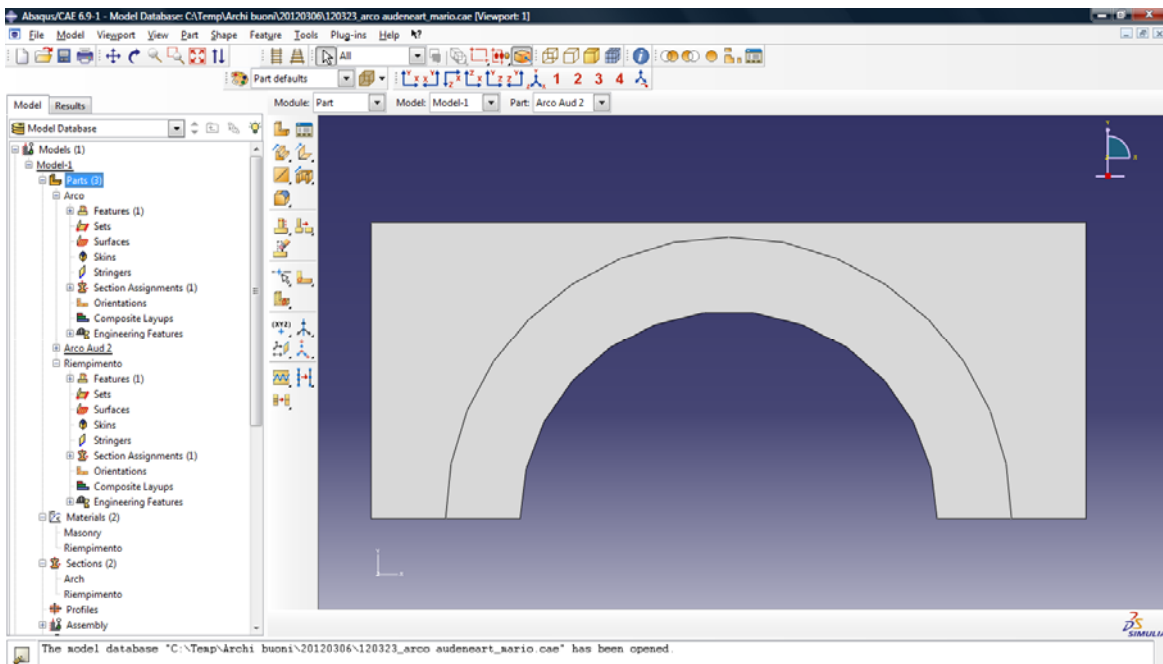 Abaqus/CAE 6.9-1 - Model Database: C:\Temp\Archi buoni\20120306\120323_arco audeneart_mario.cae [Viewport: 1]
File Model Viewport View Part Shape Feature Tools Plug-ins Help
All
Part defaults
1 2 3 4
Model Results
Module: Part Model: Model-1 Part: Arco Aud 2
Model Database
Models (1)
Model-1
Parts (3)
Arco
Features (1)
Sets
Surfaces
Skins
Stringers
Section Assignments (1)
Orientations
Composite Layups
Engineering Features
Arco Aud 2
Riempimento
Features (1)
Sets
Surfaces
Skins
Stringers
Section Assignments (1)
Orientations
Composite Layups
Engineering Features
Materials (2)
Masonry
Riempimento
Sections (2)
Arch
Riempimento
Profiles
Assembly
(XYZ)
SIMULIA
The model database "C:\Temp\Archi buoni\20120306\120323_arco audeneart_mario.cae" has been opened.